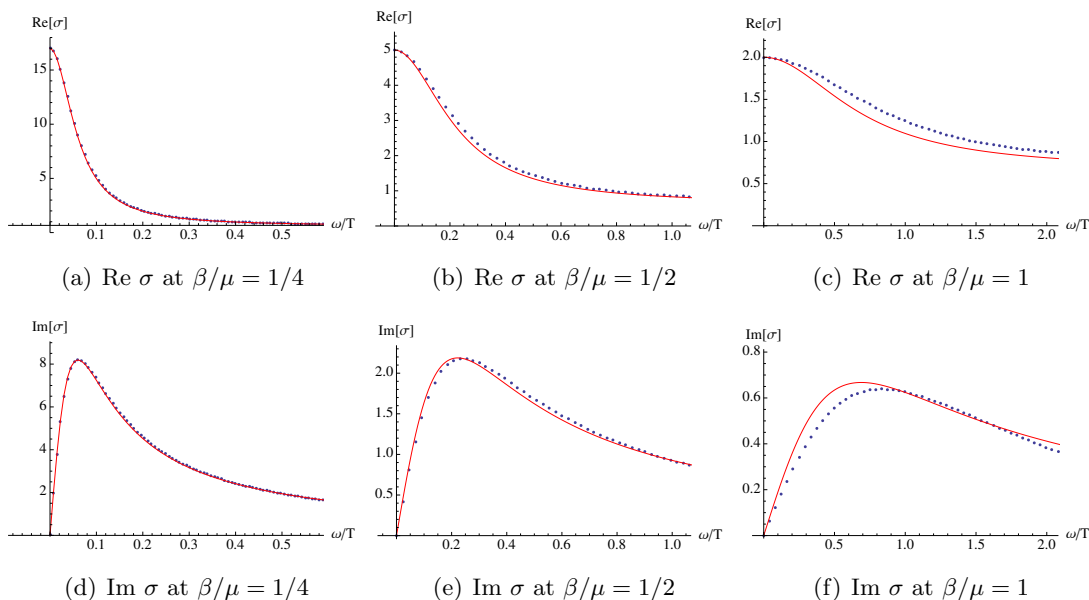 Re[σ]
15
10
5
0.1 0.2 0.3 0.4 0.5 ω/T
(a) Re σ at β/μ = 1/4
Re[σ]
5
4
3
2
1
0.2 0.4 0.6 0.8 1.0 ω/T
(b) Re σ at β/μ = 1/2
Re[σ]
2.0
1.5
1.0
0.5
0.5 1.0 1.5 2.0 ω/T
(c) Re σ at β/μ = 1
Im[σ]
8
6
4
2
0.1 0.2 0.3 0.4 0.5 ω/T
(d) Im σ at β/μ = 1/4
Im[σ]
2.0
1.5
1.0
0.5
0.2 0.4 0.6 0.8 1.0 ω/T
(e) Im σ at β/μ = 1/2
Im[σ]
0.8
0.6
0.4
0.2
0.5 1.0 1.5 2.0 ω/T
(f) Im σ at β/μ = 1